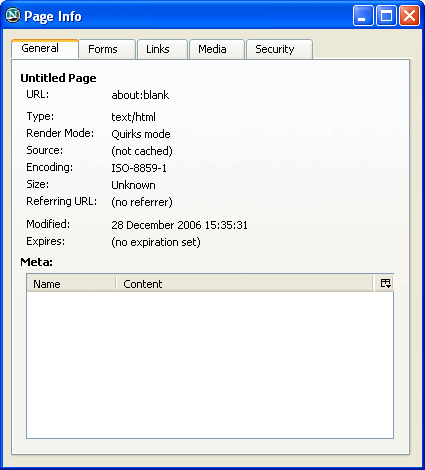 Page Info
General Forms Links Media Security
Untitled Page
URL: about:blank
Type: text/html
Render Mode: Quirks mode
Source: (not cached)
Encoding: ISO-8859-1
Size: Unknown
Referring URL: (no referrer)
Modified: 28 December 2006 15:35:31
Expires: (no expiration set)
Meta:
Name Content